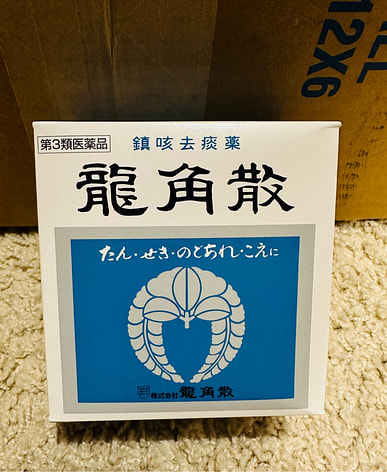 12X6
第3類医薬品
鎮咳去痰薬
龍角散
たん・せき・のどあれ・こえに
株式会社 龍角散